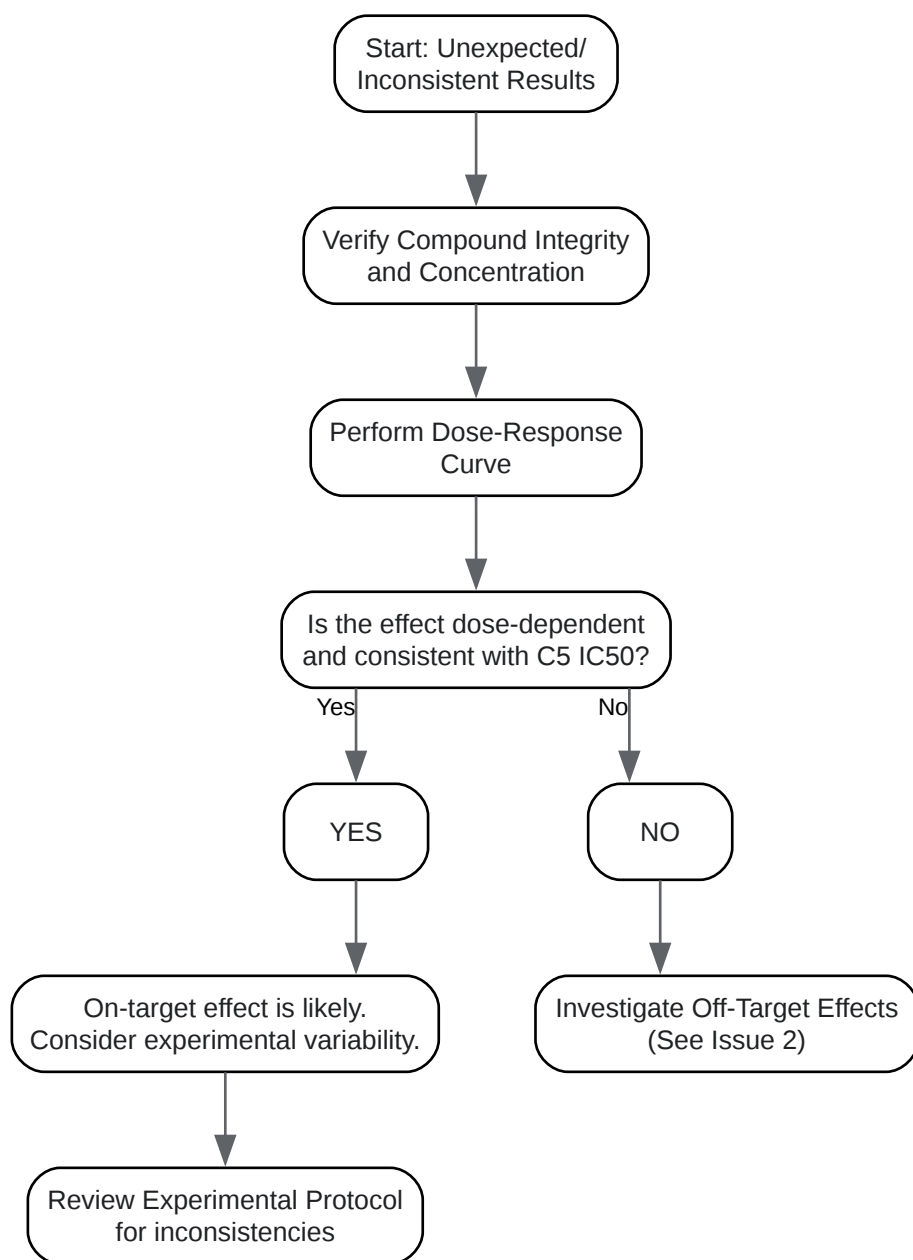 Start: Unexpected/
Inconsistent Results
Verify Compound Integrity
and Concentration
Perform Dose-Response
Curve
Is the effect dose-dependent
and consistent with C5 IC50?
Yes
No
YES
NO
On-target effect is likely.
Consider experimental variability.
Investigate Off-Target Effects
(See Issue 2)
Review Experimental Protocol
for inconsistencies